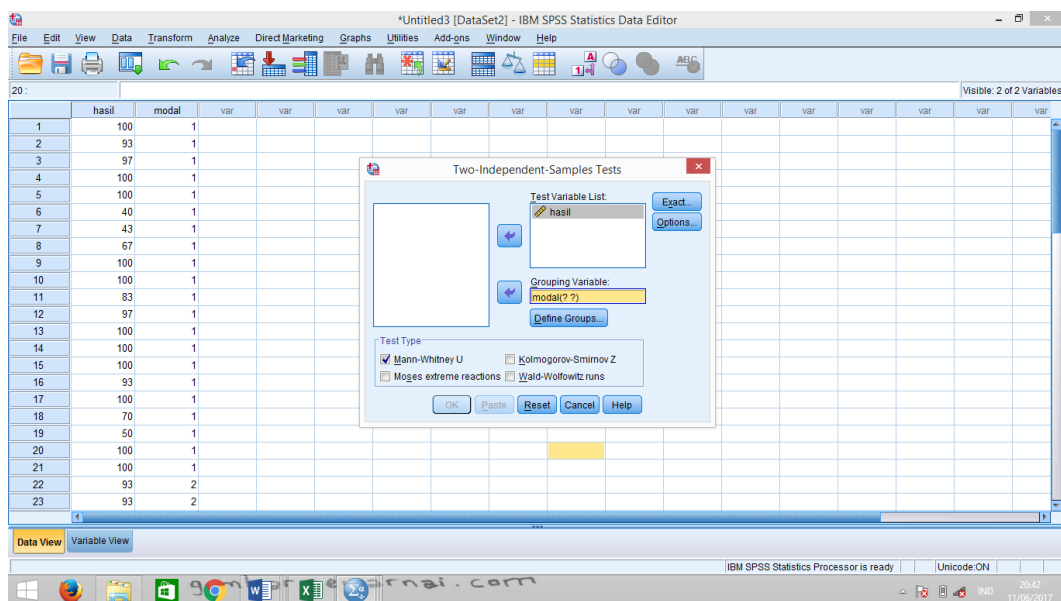 *Untitled3 [DataSet2] - IBM SPSS Statistics Data Editor
File Edit View Data Transform Analyze Direct Marketing Graphs Utilities Add-ons Window Help
20 :
Visible: 2 of 2 Variables
hasil modal var var var var var var var var var var var var var var var
1 100 1
2 93 1
3 97 1
4 100 1
5 100 1
6 40 1
7 43 1
8 67 1
9 100 1
10 100 1
11 83 1
12 97 1
13 100 1
14 100 1
15 100 1
16 93 1
17 100 1
18 70 1
19 50 1
20 100 1
21 100 1
22 93 2
23 93 2
Two-Independent-Samples Tests
Test Variable List:
hasil
Exact...
Options...
Grouping Variable:
modal(? ?)
Define Groups...
Test Type
Mann-Whitney U Kolmogorov-Smirnov Z
Moses extreme reactions Wald-Wolfowitz runs
OK Paste Reset Cancel Help
Data View Variable View
IBM SPSS Statistics Processor is ready Unicode:ON
IND
20:42
11/06/2017